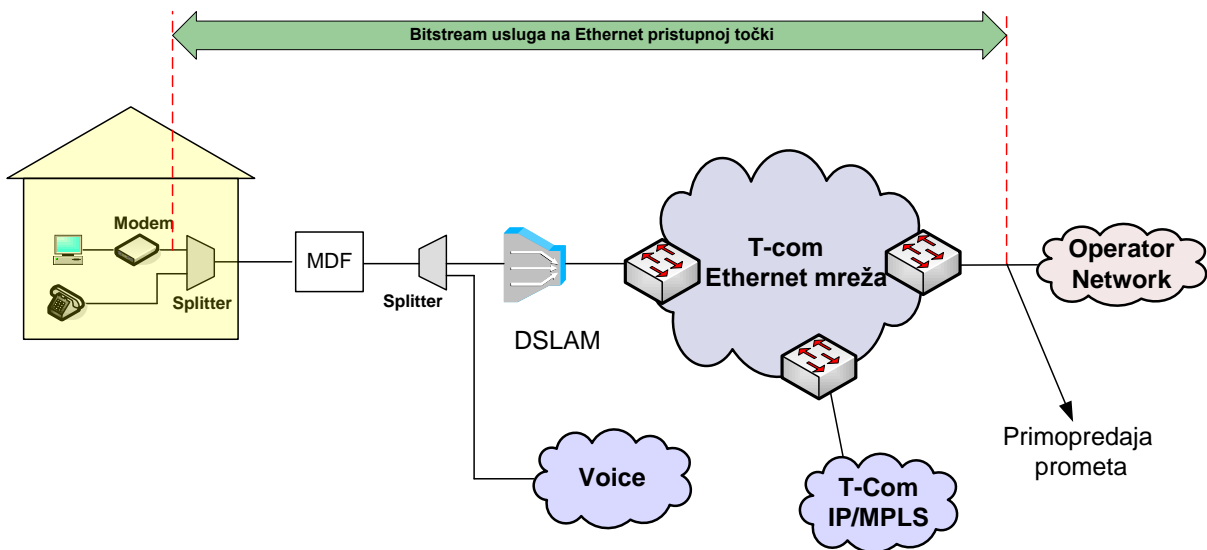 Bitstream usluga na Ethernet pristupnoj točki
Modem
Splitter
MDF
Splitter
DSLAM
T-com
Ethernet mreža
Operator
Network
Primopredaja
prometa
Voice
T-Com
IP/MPLS